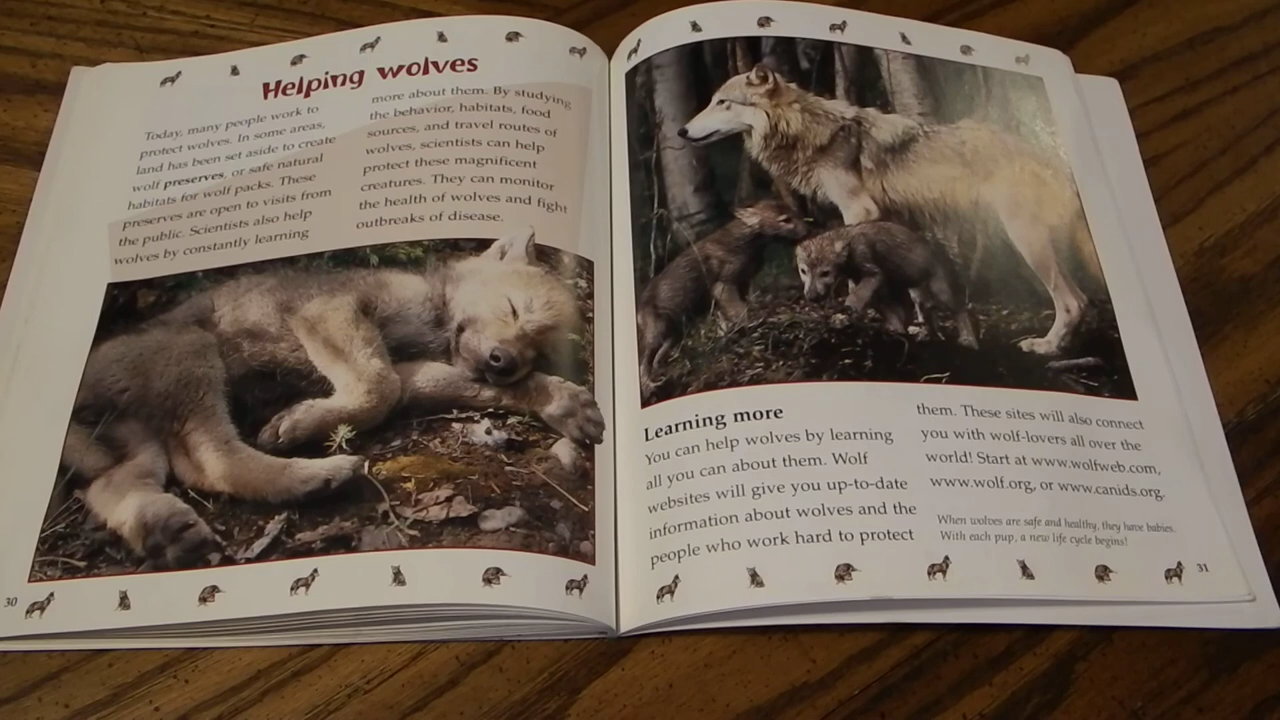 Helping wolves
Today, many people work to
protect wolves. In some areas,
land has been set aside to create
wolf preserves, or safe natural
habitats for wolf packs. These
preserves are open to visits from
the public. Scientists also help
wolves by constantly learning
more about them. By studying
the behavior, habitats, food
sources, and travel routes of
wolves, scientists can help
protect these magnificent
creatures. They can monitor
the health of wolves and fight
outbreaks of disease.
30
Learning more
You can help wolves by learning
all you can about them. Wolf
websites will give you up-to-date
information about wolves and the
people who work hard to protect
them. These sites will also connect
you with wolf-lovers all over the
world! Start at www.wolfweb.com,
www.wolf.org, or www.canids.org.
When wolves are safe and healthy, they have babies.
With each pup, a new life cycle begins!
31